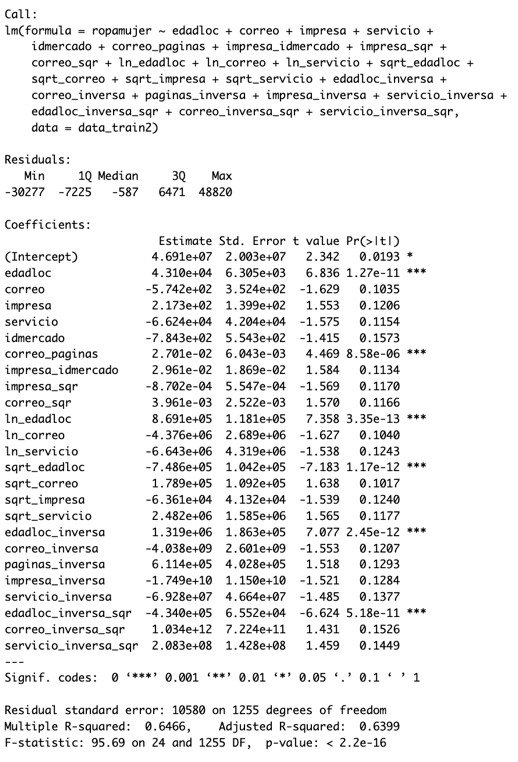 Call:
lm(formula = ropamujer ~ edadloc + correo + impresa + servicio +
    idmercado + correo_paginas + impresa_idmercado + impresa_sqr +
    correo_sqr + ln_edadloc + ln_correo + ln_servicio + sqrt_edadloc +
    sqrt_correo + sqrt_impresa + sqrt_servicio + edadloc_inversa +
    correo_inversa + paginas_inversa + impresa_inversa + servicio_inversa +
    edadloc_inversa_sqr + correo_inversa_sqr + servicio_inversa_sqr,
    data = data_train2)

Residuals:
   Min     1Q Median     3Q    Max
-30277  -7225   -587   6471  48820

Coefficients:
                       Estimate Std. Error t value Pr(>|t|)
(Intercept)           4.691e+07  2.003e+07   2.342   0.0193 *
edadloc               4.310e+04  6.305e+03   6.836 1.27e-11 ***
correo               -5.742e+02  3.524e+02  -1.629   0.1035
impresa               2.173e+02  1.399e+02   1.553   0.1206
servicio             -6.624e+04  4.204e+04  -1.575   0.1154
idmercado            -7.843e+02  5.543e+02  -1.415   0.1573
correo_paginas        2.701e-02  6.043e-03   4.469 8.58e-06 ***
impresa_idmercado     2.961e-02  1.869e-02   1.584   0.1134
impresa_sqr          -8.702e-04  5.547e-04  -1.569   0.1170
correo_sqr            3.961e-03  2.522e-03   1.570   0.1166
ln_edadloc            8.691e+05  1.181e+05   7.358 3.35e-13 ***
ln_correo            -4.376e+06  2.689e+06  -1.627   0.1040
ln_servicio          -6.643e+06  4.319e+06  -1.538   0.1243
sqrt_edadloc         -7.486e+05  1.042e+05  -7.183 1.17e-12 ***
sqrt_correo           1.789e+05  1.092e+05   1.638   0.1017
sqrt_impresa         -6.361e+04  4.132e+04  -1.539   0.1240
sqrt_servicio         2.482e+06  1.585e+06   1.565   0.1177
edadloc_inversa       1.319e+06  1.863e+05   7.077 2.45e-12 ***
correo_inversa       -4.038e+09  2.601e+09  -1.553   0.1207
paginas_inversa       6.114e+05  4.028e+05   1.518   0.1293
impresa_inversa      -1.749e+10  1.150e+10  -1.521   0.1284
servicio_inversa     -6.928e+07  4.664e+07  -1.485   0.1377
edadloc_inversa_sqr  -4.340e+05  6.552e+04  -6.624 5.18e-11 ***
correo_inversa_sqr    1.034e+12  7.224e+11   1.431   0.1526
servicio_inversa_sqr  2.083e+08  1.428e+08   1.459   0.1449
---
Signif. codes:  0 ‘***’ 0.001 ‘**’ 0.01 ‘*’ 0.05 ‘.’ 0.1 ‘ ’ 1

Residual standard error: 10580 on 1255 degrees of freedom
Multiple R-squared:  0.6466,    Adjusted R-squared:  0.6399
F-statistic: 95.69 on 24 and 1255 DF,  p-value: < 2.2e-16